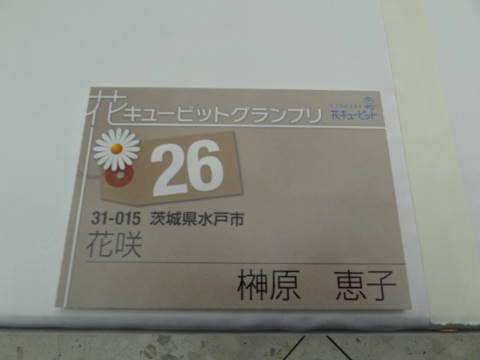 花キューピットグランプリ
花キューピット
26
31-015 茨城県水戸市
花咲
榊原 恵子